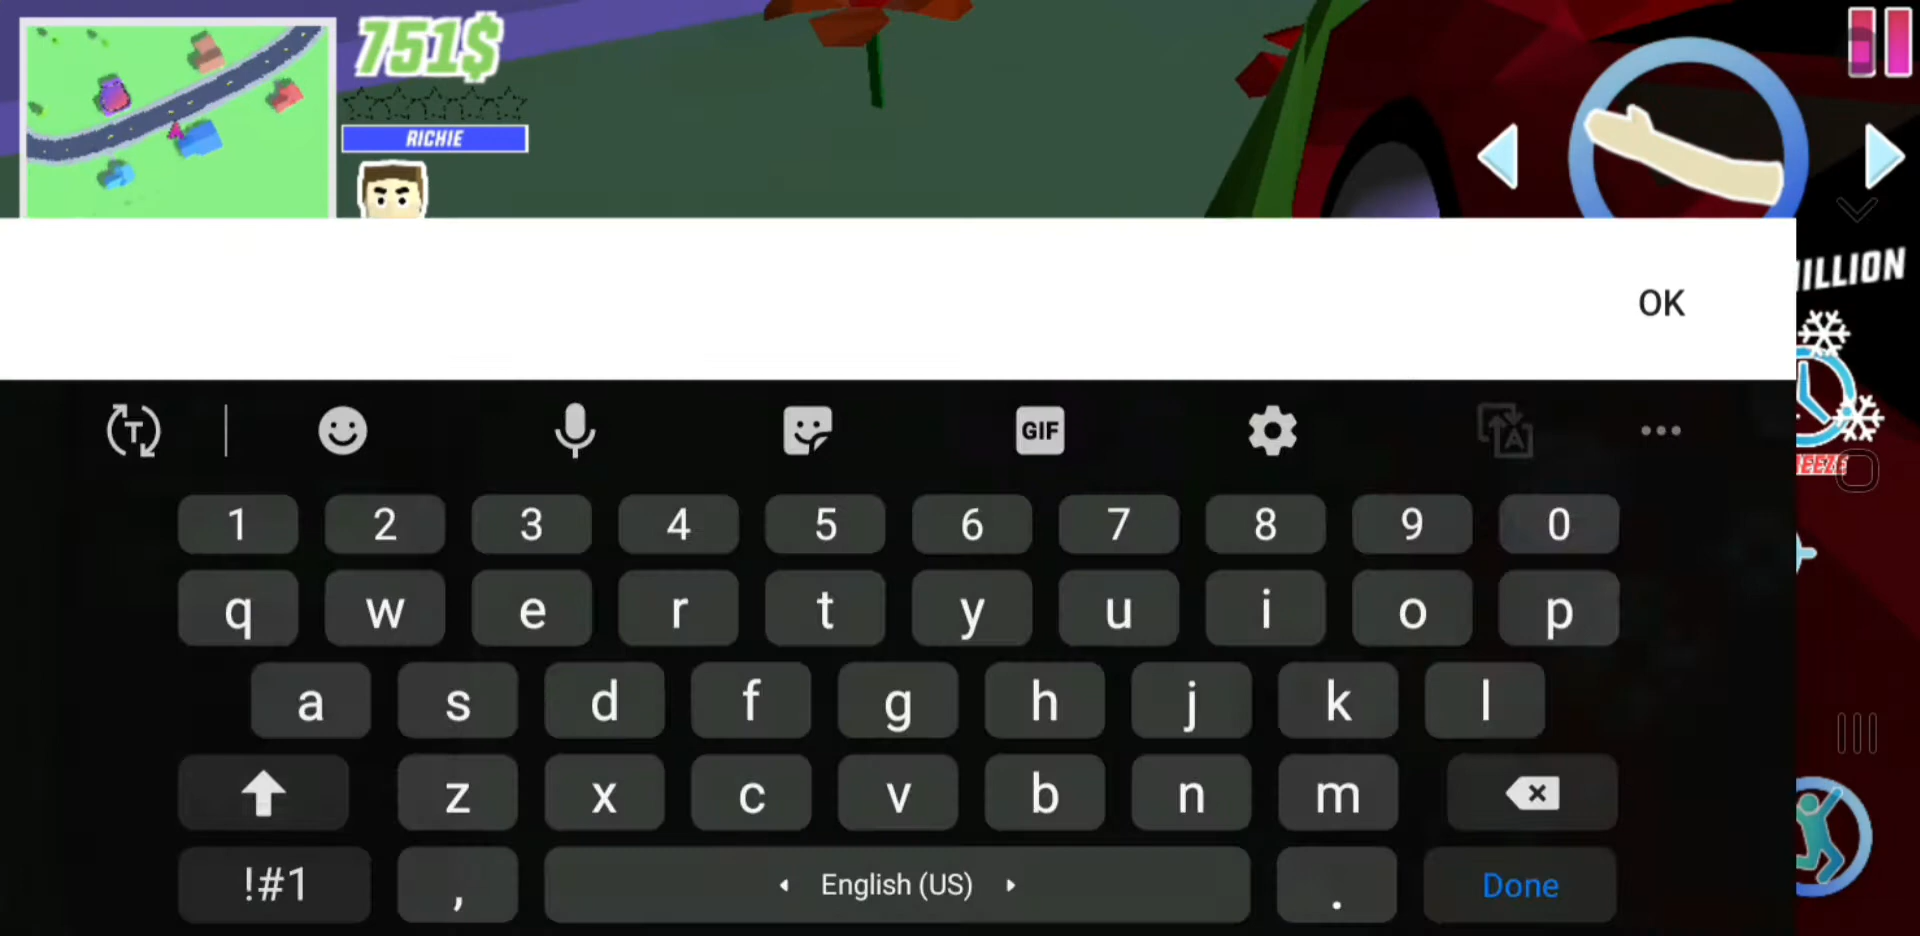 751$
RICHIE
ILLION
OK
EEZE
GIF
1 2 3 4 5 6 7 8 9 0
q w e r t y u i o p
a s d f g h j k l
z x c v b n m
!#1 , English (US) . Done